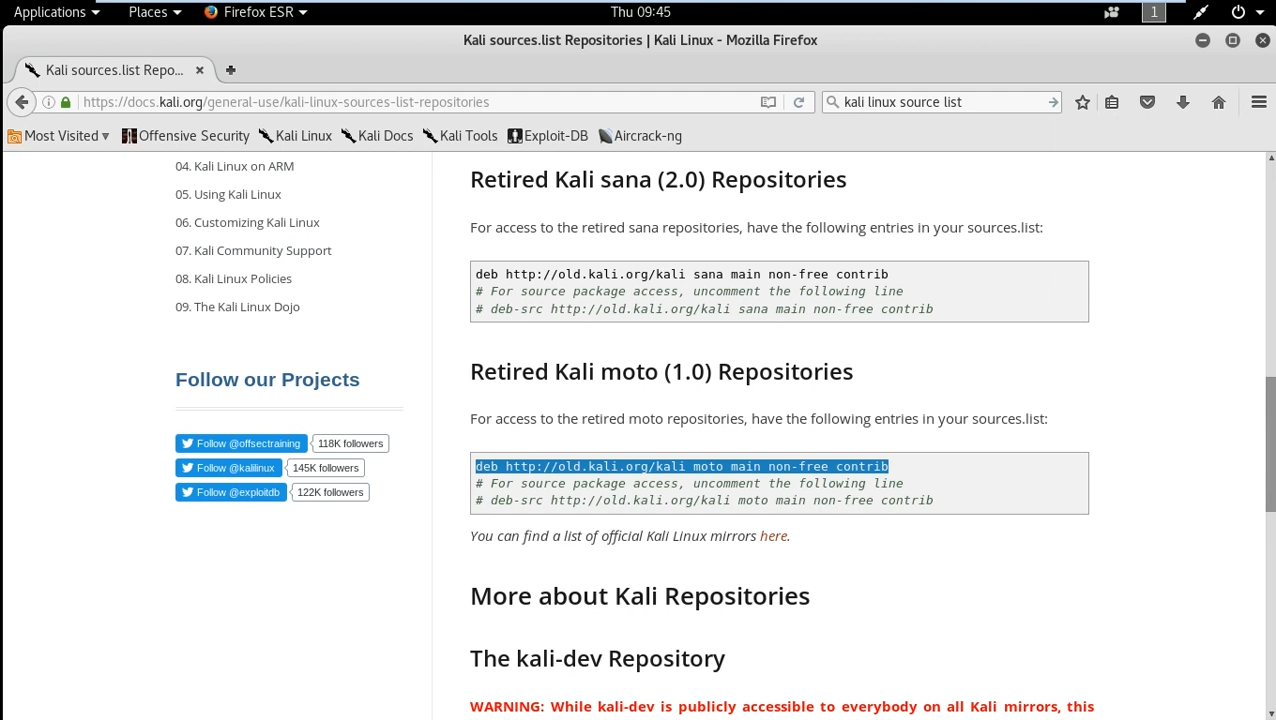 Applications Places Firefox ESR Thu 09:45 1
Kali sources.list Repositories | Kali Linux - Mozilla Firefox
Kali sources.list Repo...
https://docs.kali.org/general-use/kali-linux-sources-list-repositories kali linux source list
Most Visited Offensive Security Kali Linux Kali Docs Kali Tools Exploit-DB Aircrack-ng
04. Kali Linux on ARM
05. Using Kali Linux
06. Customizing Kali Linux
07. Kali Community Support
08. Kali Linux Policies
09. The Kali Linux Dojo
Follow our Projects
Follow @offsectraining 118K followers
Follow @kalilinux 145K followers
Follow @exploitdb 122K followers
Retired Kali sana (2.0) Repositories
For access to the retired sana repositories, have the following entries in your sources.list:
deb http://old.kali.org/kali sana main non-free contrib
# For source package access, uncomment the following line
# deb-src http://old.kali.org/kali sana main non-free contrib
Retired Kali moto (1.0) Repositories
For access to the retired moto repositories, have the following entries in your sources.list:
deb http://old.kali.org/kali moto main non-free contrib
# For source package access, uncomment the following line
# deb-src http://old.kali.org/kali moto main non-free contrib
You can find a list of official Kali Linux mirrors here.
More about Kali Repositories
The kali-dev Repository
WARNING: While kali-dev is publicly accessible to everybody on all Kali mirrors, this